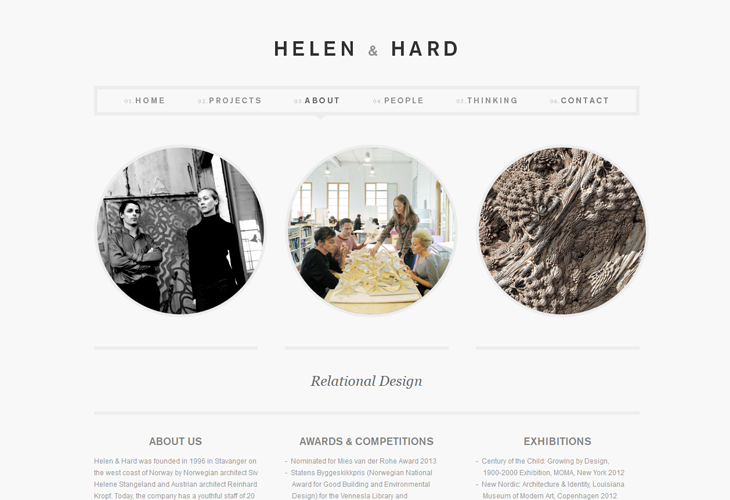 HELEN & HARD
01.HOME 02.PROJECTS 03.ABOUT 04.PEOPLE 05.THINKING 06.CONTACT
Relational Design
ABOUT US
Helen & Hard was founded in 1996 in Stavanger on
the west coast of Norway by Norwegian architect Siv
Helene Stangeland and Austrian architect Reinhard
Kropf. Today, the company has a youthful staff of 20
AWARDS & COMPETITIONS
- Nominated for Mies van der Rohe Award 2013
- Statens Byggeskikkpris (Norwegian National
Award for Good Building and Environmental
Design) for the Vennesla Library and
EXHIBITIONS
- Century of the Child: Growing by Design,
1900-2000 Exhibition, MOMA, New York 2012
- New Nordic: Architecture & Identity, Louisiana
Museum of Modern Art, Copenhagen 2012